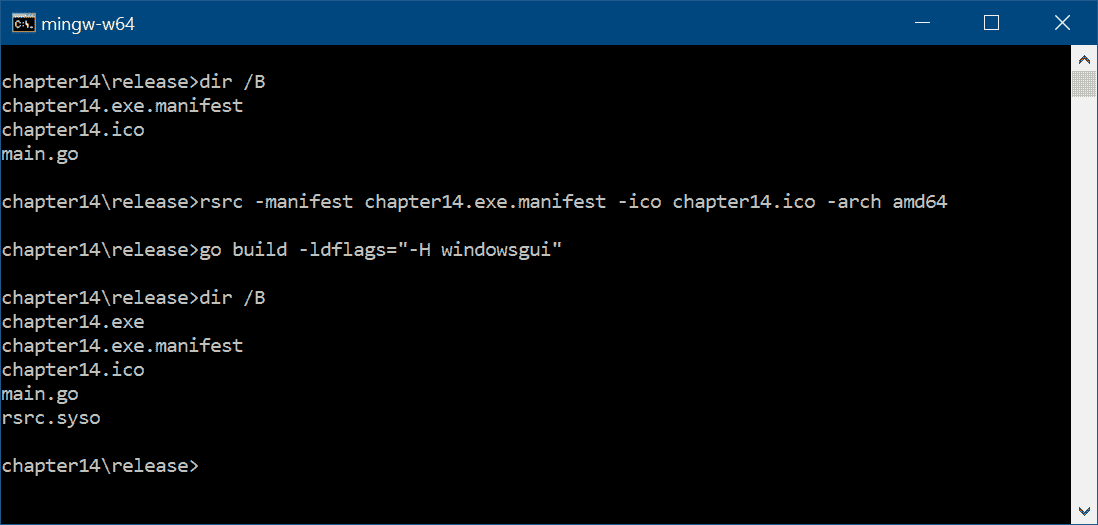 mingw-w64
chapter14\release>dir /B
chapter14.exe.manifest
chapter14.ico
main.go
chapter14\release>rsrc -manifest chapter14.exe.manifest -ico chapter14.ico -arch amd64
chapter14\release>go build -ldflags="-H windowsgui"
chapter14\release>dir /B
chapter14.exe
chapter14.exe.manifest
chapter14.ico
main.go
rsrc.syso
chapter14\release>